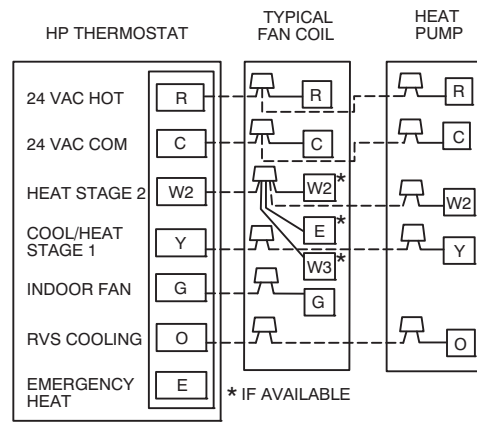 HP THERMOSTAT
TYPICAL
FAN COIL
HEAT
PUMP
24 VAC HOT
R
R
R
24 VAC COM
C
C
C
HEAT STAGE 2
W2
W2*
W2
E*
COOL/HEAT
STAGE 1
Y
Y
W3*
INDOOR FAN
G
G
RVS COOLING
O
O
EMERGENCY
HEAT
E
* IF AVAILABLE